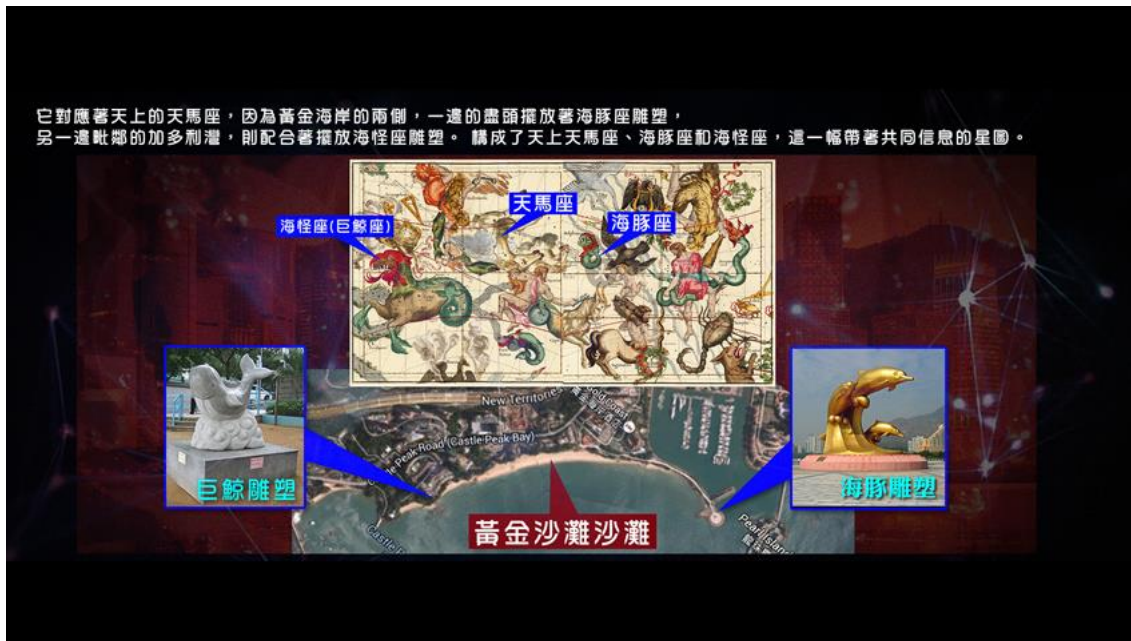 它對應著天上的天馬座，因為黃金海岸的兩側，一邊的盡頭擺放著海豚座雕塑，
另一邊毗鄰的加多利灣，則配合著擺放海怪座雕塑。 構成了天上天馬座、海豚座和海怪座，這一幅帶著共同信息的星圖。
天馬座
海怪座(巨鯨座)
海豚座
New Territories
Gold Coast
Castle Peak Road (Castle Peak Bay)
巨鯨雕塑
海豚雕塑
黃金沙灘沙灘
Pearl Island